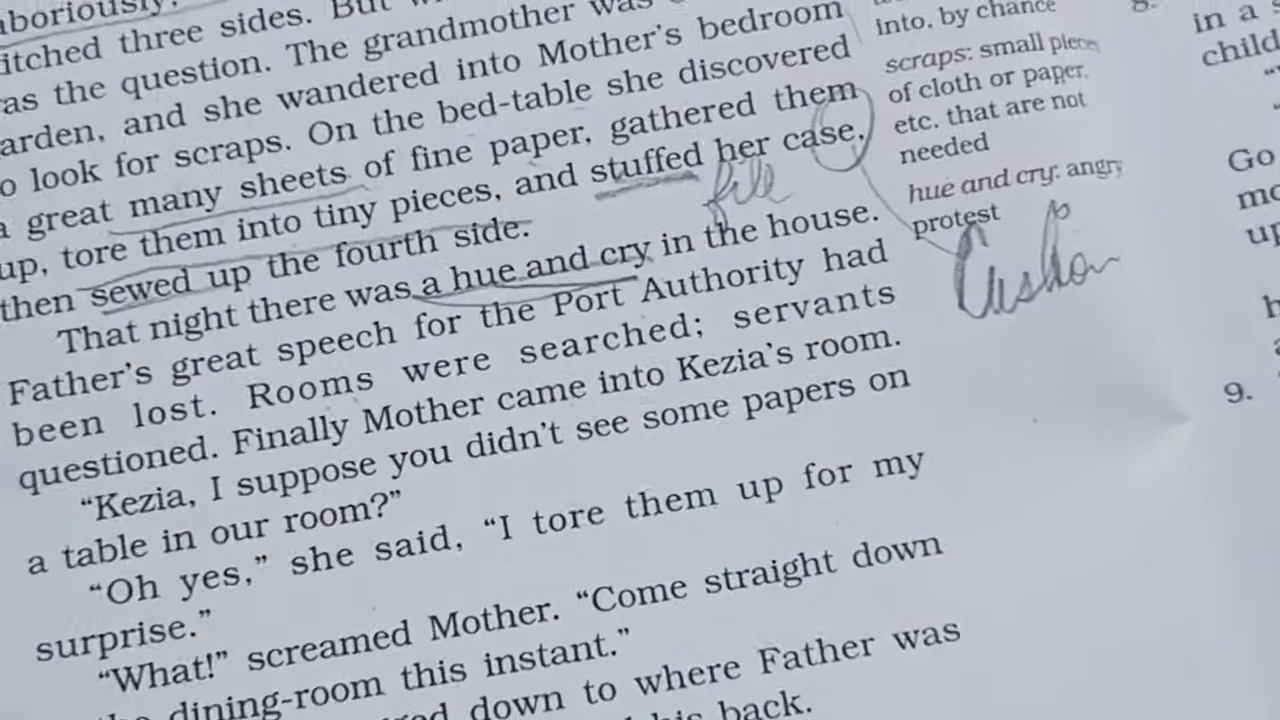 itched three sides. But
as the question. The grandmother was
arden, and she wandered into Mother's bedroom
o look for scraps. On the bed-table she discovered
a great many sheets of fine paper, gathered them
up, tore them into tiny pieces, and stuffed her case,
fill
then sewed up the fourth side.
That night there was a hue and cry in the house.
Father's great speech for the Port Authority had
been lost. Rooms were searched; servants
questioned. Finally Mother came into Kezia's room.
“Kezia, I suppose you didn't see some papers on
a table in our room?”
“Oh yes,” she said, “I tore them up for my
surprise.”
“What!” screamed Mother. “Come straight down
dining-room this instant.”
down to where Father was
his back.
into, by chance
scraps: small pieces
of cloth or paper,
etc. that are not
needed
hue and cry: angry
protest
8.
in a
child
Go
up
9.